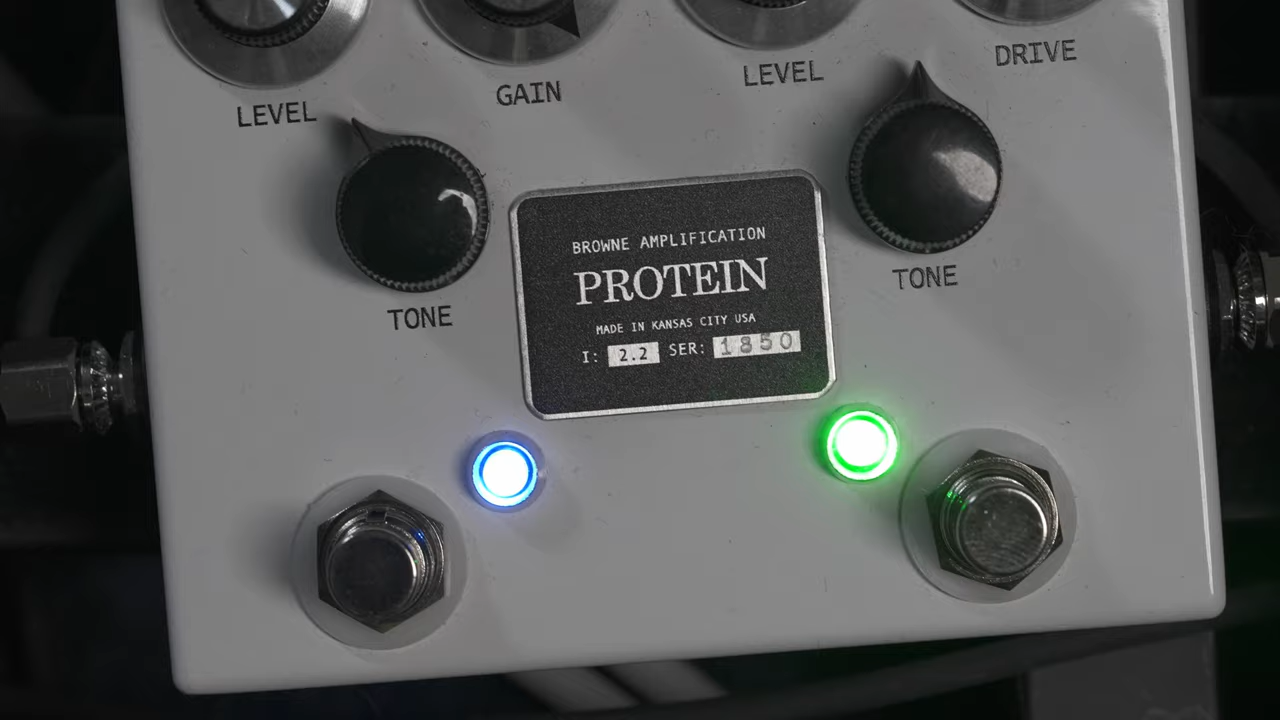 LEVEL
GAIN
LEVEL
DRIVE
TONE
TONE
BROWNE AMPLIFICATION
PROTEIN
MADE IN KANSAS CITY USA
I: 2.2 SER: 1850